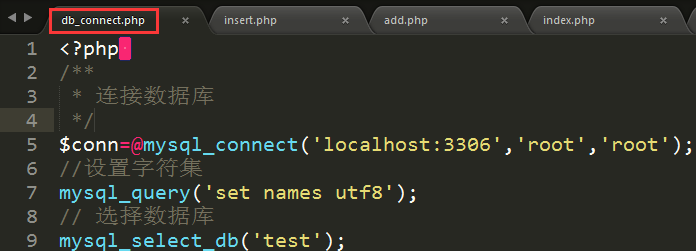 db_connect.php × insert.php × add.php × index.php ×
1 <?php
2 /**
3  * 连接数据库
4  */
5 $conn=@mysql_connect('localhost:3306','root','root');
6 //设置字符集
7 mysql_query('set names utf8');
8 // 选择数据库
9 mysql_select_db('test');